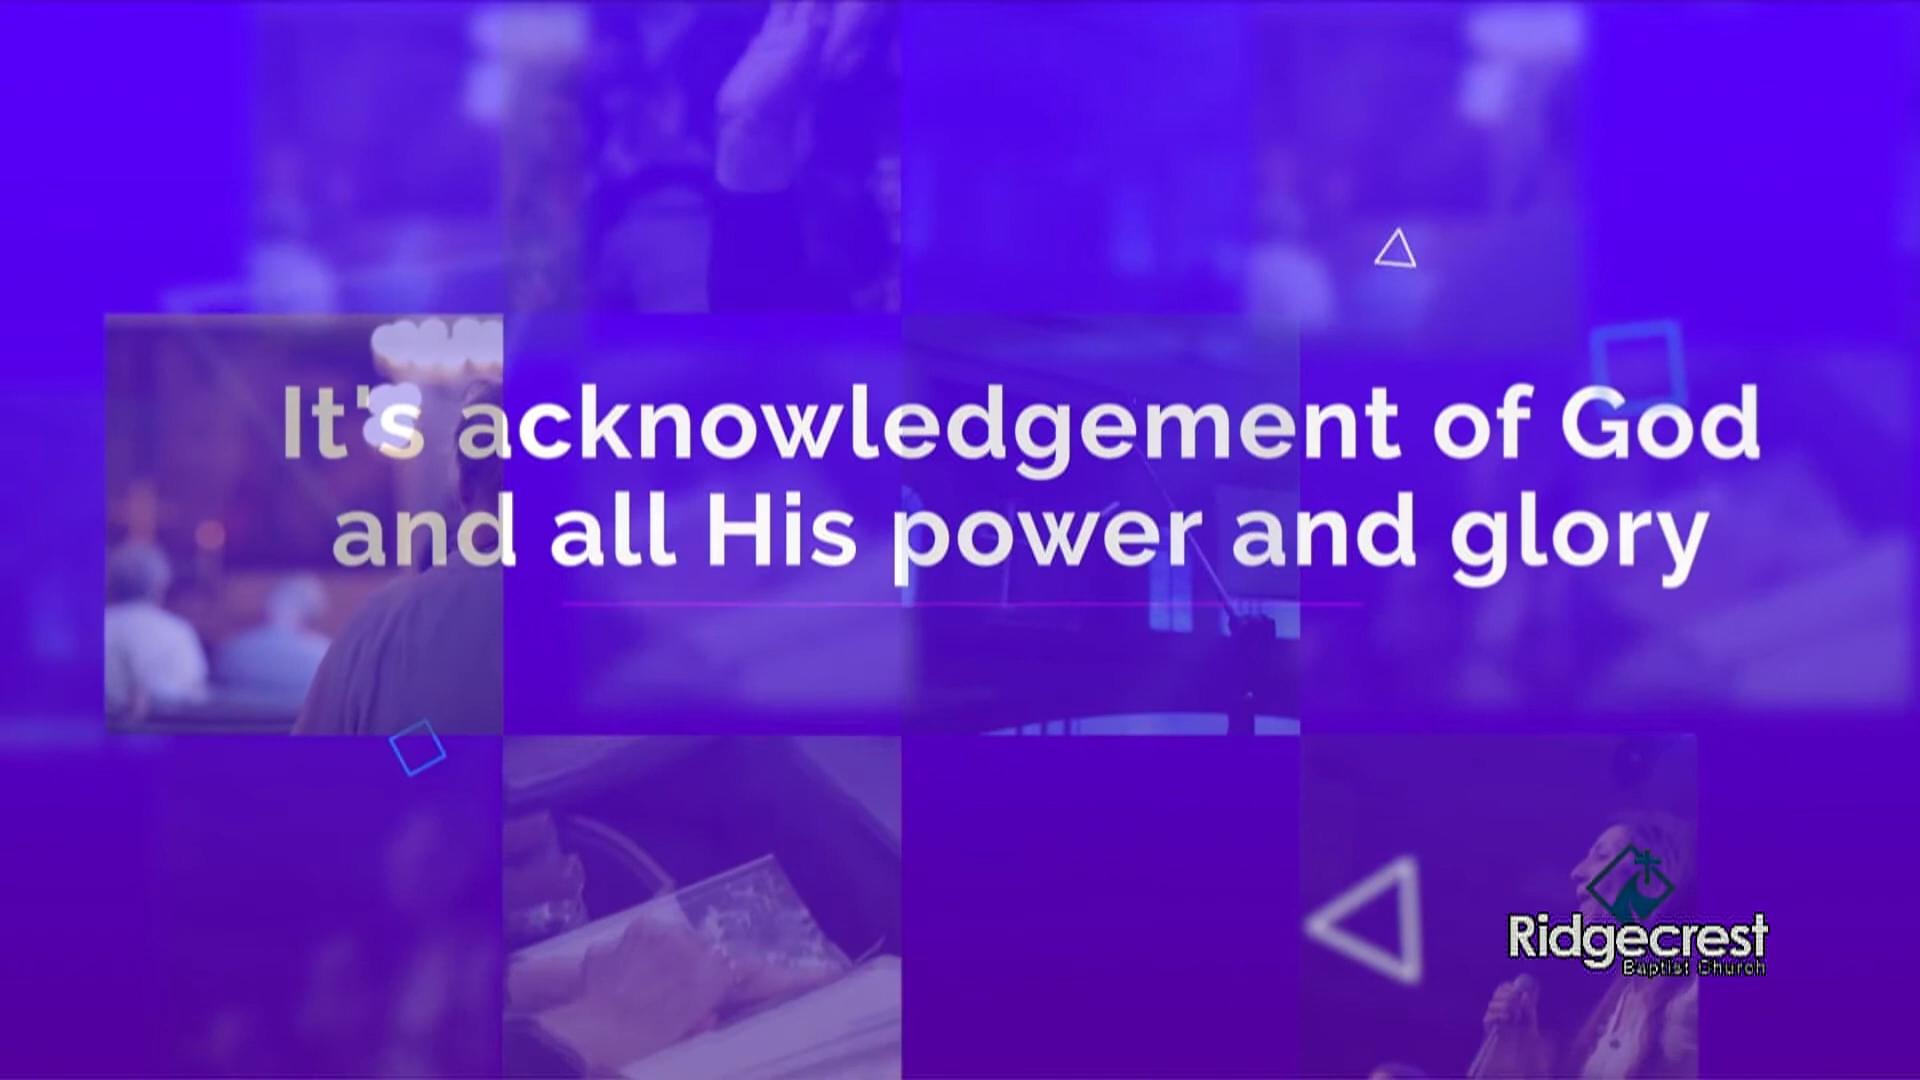 It's acknowledgement of God
and all His power and glory
Ridgecrest
Baptist Church